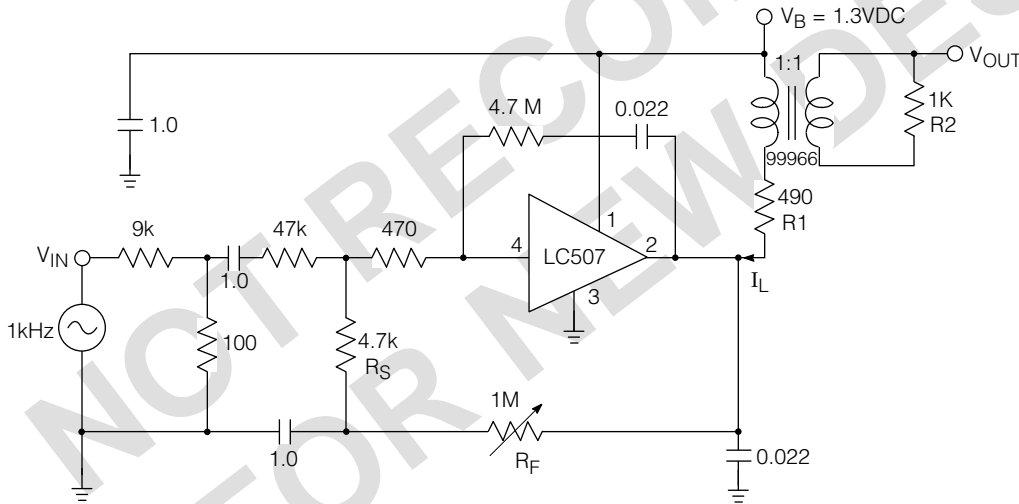 V_B = 1.3VDC
V_OUT
1:1
1K
R2
99966
1.0
4.7 M
0.022
490
R1
1
9k
47k
470
4
LC507
2
V_IN
1.0
3
I_L
1kHz
100
4.7k
R_S
1M
1.0
R_F
0.022
NOT RECOM
FOR NEW DES